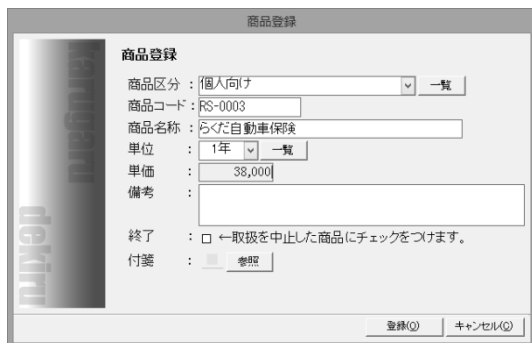 商品登録
商品登録
商品区分 : 個人向け 一覧
商品コード : RS-0003
商品名称 : らくだ自動車保険
単位 : 1年 一覧
単価 : 38,000
備考 :
終了 : ←取扱を中止した商品にチェックをつけます。
付箋 : 参照
登録(O) キャンセル(C)
karugaru
dekiru